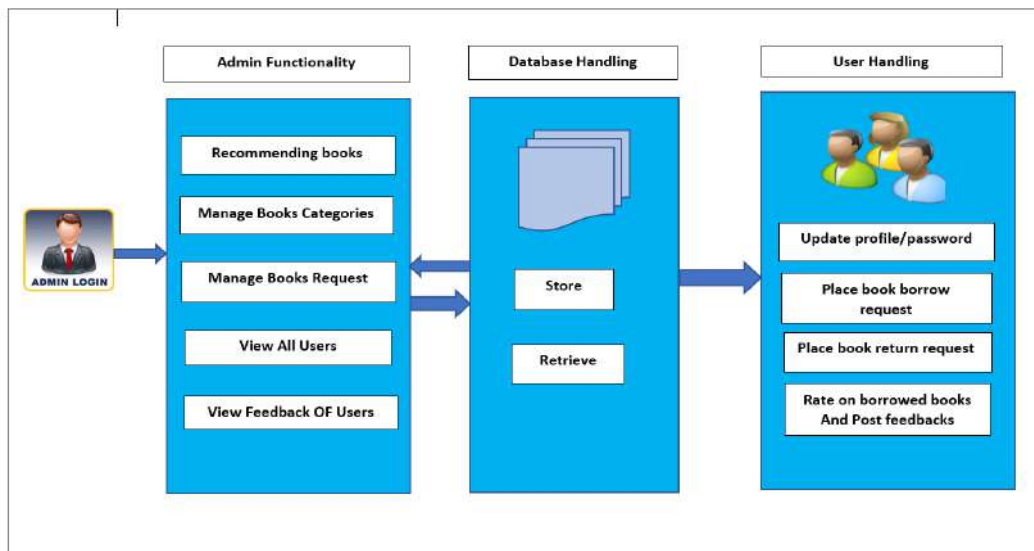 Admin Functionality
Database Handling
User Handling
ADMIN LOGIN
Recommending books
Manage Books Categories
Manage Books Request
View All Users
View Feedback OF Users
Store
Retrieve
Update profile/password
Place book borrow
request
Place book return request
Rate on borrowed books
And Post feedbacks